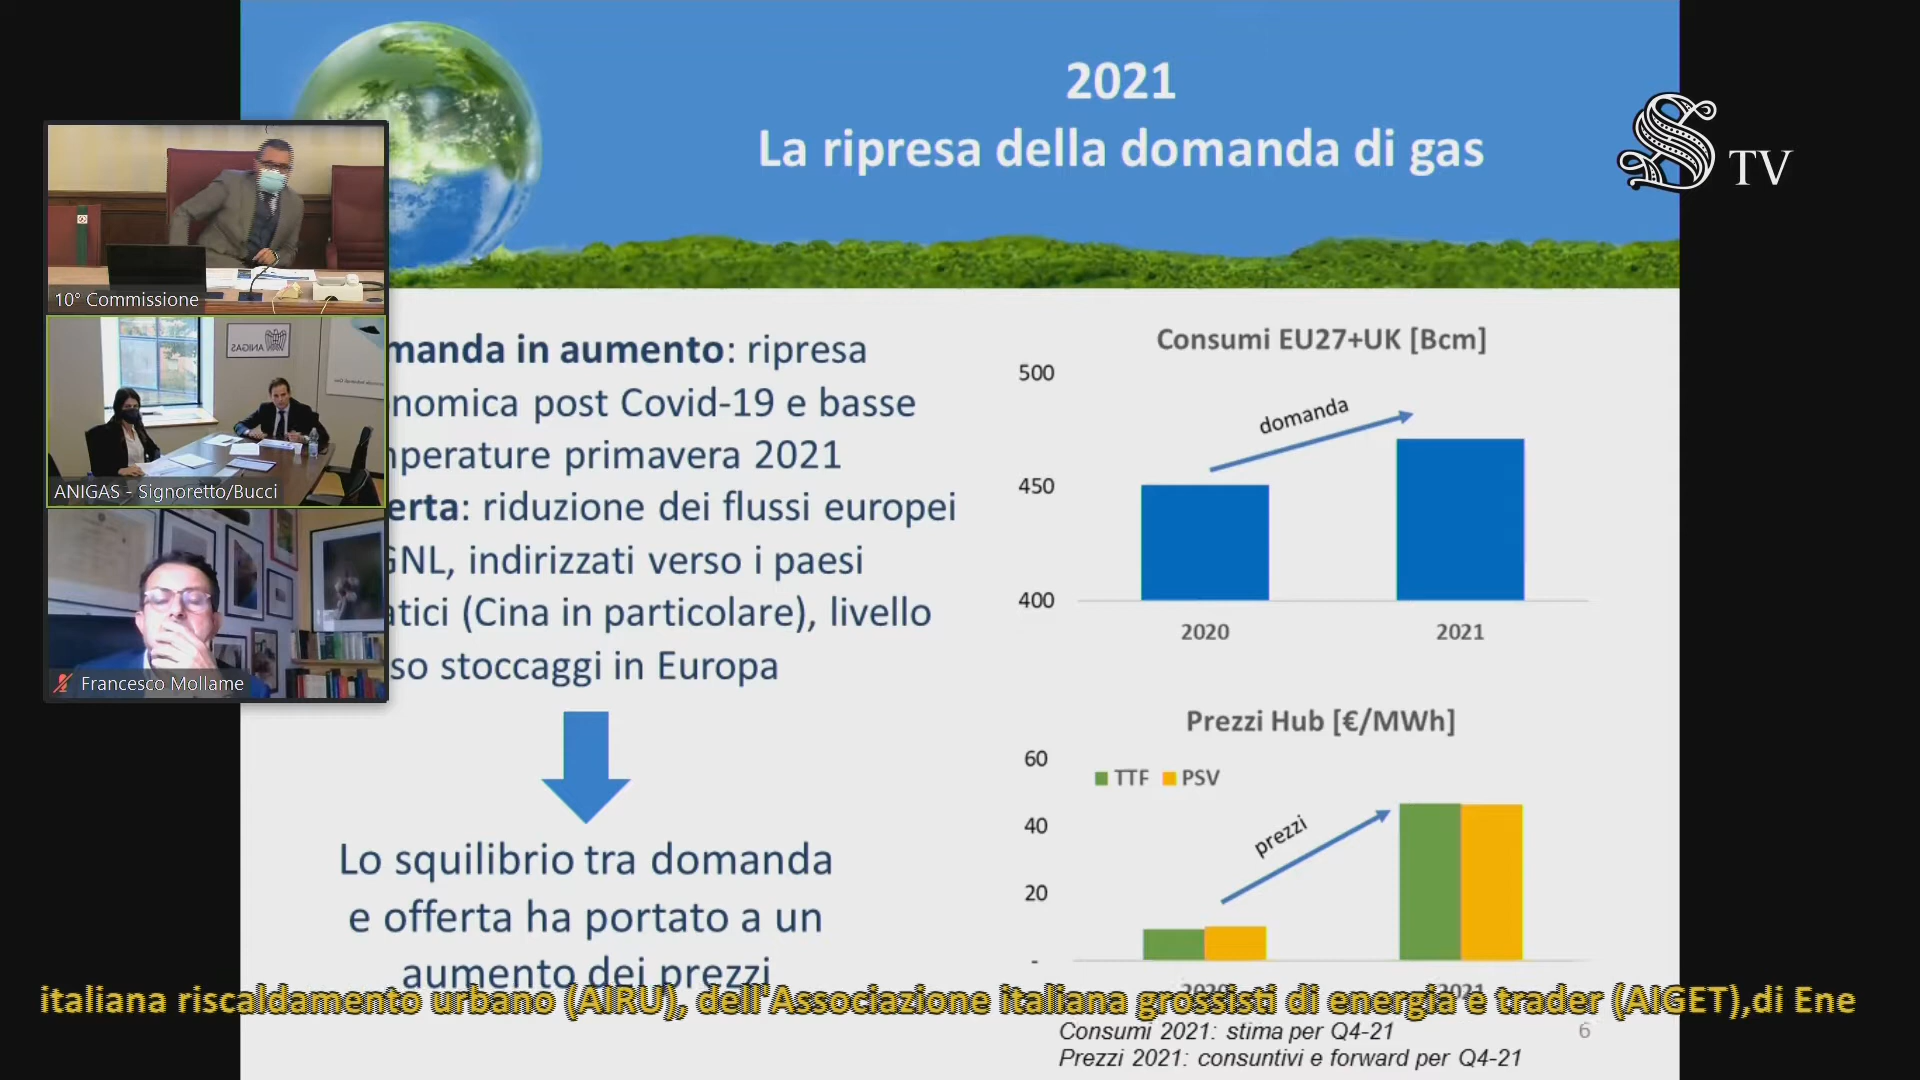 2021
La ripresa della domanda di gas
TV
10° Commissione
ANIGAS
ANIGAS - Signoretto/Bucci
Francesco Mollame
manda in aumento: ripresa
nomica post Covid-19 e basse
perature primavera 2021
erta: riduzione dei flussi europei
GNL, indirizzati verso i paesi
atici (Cina in particolare), livello
so stoccaggi in Europa
Lo squilibrio tra domanda
e offerta ha portato a un
aumento dei prezzi
Consumi EU27+UK [Bcm]
500
450
400
domanda
2020
2021
Prezzi Hub [€/MWh]
60
40
20
-
TTF
PSV
prezzi
2020
2021
italiana riscaldamento urbano (AIRU), dell'Associazione italiana grossisti di energia e trader (AIGET),di Ene
Consumi 2021: stima per Q4-21
Prezzi 2021: consuntivi e forward per Q4-21
6